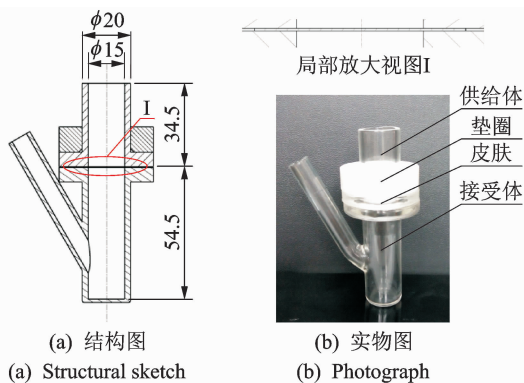 ϕ20
ϕ15
I
34.5
54.5
局部放大视图I
供给体
垫圈
皮肤
接受体
(a) 结构图
(b) 实物图
(a) Structural sketch
(b) Photograph